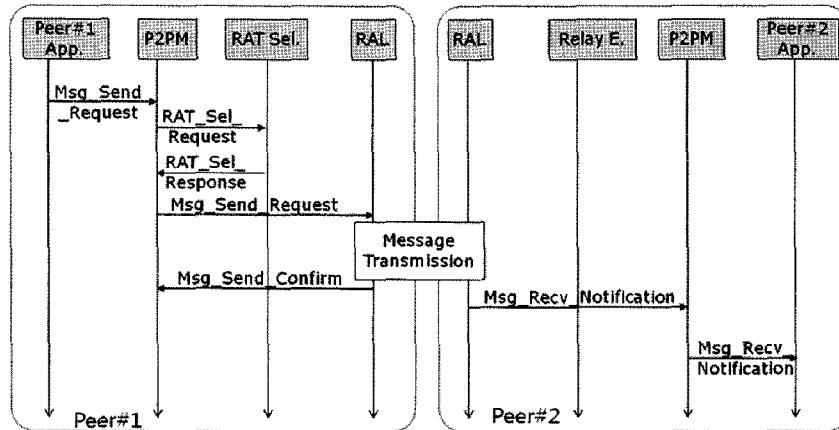 Peer#1
App.
P2PM
RAT Sel.
RAL
RAL
Relay E.
P2PM
Peer#2
App.
Msg_Send
_Request
RAT_Sel_
Request
RAT_Sel_
Response
Msg_Send_Request
Message
Transmission
Msg_Send_Confirm
Msg_Recv_Notification
Msg_Recv_
Notification
Peer#1
Peer#2